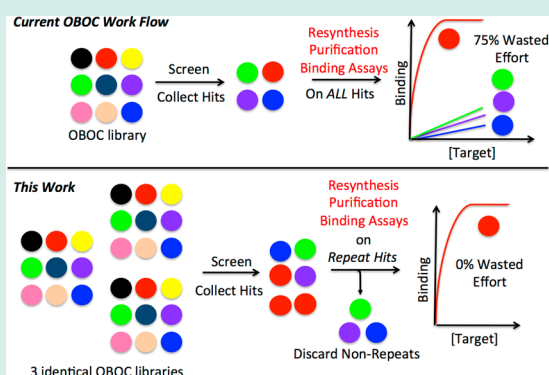 Current OBOC Work Flow
OBOC library
Screen
Collect Hits
Resynthesis
Purification
Binding Assays
On ALL Hits
Binding
[Target]
75% Wasted
Effort
This Work
3 identical OBOC libraries
Screen
Collect Hits
Resynthesis
Purification
Binding Assays
on
Repeat Hits
Discard Non-Repeats
Binding
[Target]
0% Wasted
Effort